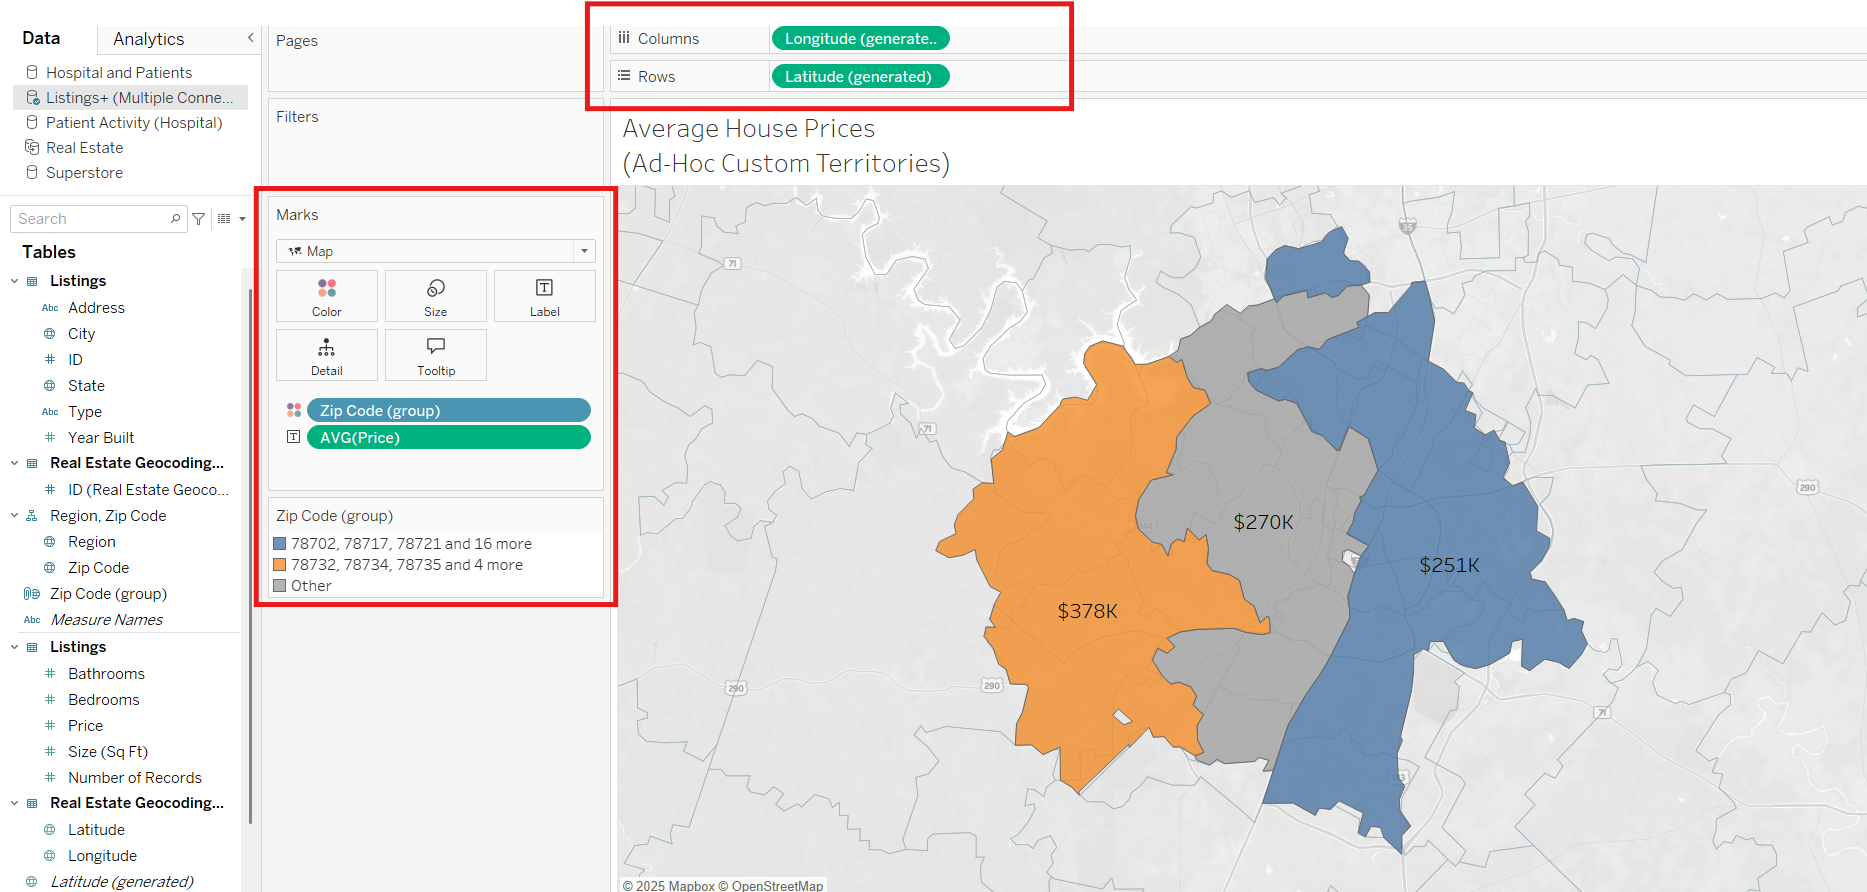 Data
Analytics
Hospital and Patients
Listings+ (Multiple Conne...
Patient Activity (Hospital)
Real Estate
Superstore
Search
Tables
Listings
Abc Address
City
ID
State
Abc Type
Year Built
Real Estate Geocoding...
ID (Real Estate Geoco...
Region, Zip Code
Region
Zip Code
Zip Code (group)
Abc Measure Names
Listings
Bathrooms
Bedrooms
Price
Size (Sq Ft)
Number of Records
Real Estate Geocoding...
Latitude
Longitude
Latitude (generated)
Pages
Filters
Marks
Map
Color
Size
Label
Detail
Tooltip
Zip Code (group)
AVG(Price)
Zip Code (group)
78702, 78717, 78721 and 16 more
78732, 78734, 78735 and 4 more
Other
Columns
Longitude (generate..
Rows
Latitude (generated)
Average House Prices
(Ad-Hoc Custom Territories)
35
71
71
290
$270K
$251K
$378K
290
290
71
183
© 2025 Mapbox © OpenStreetMap